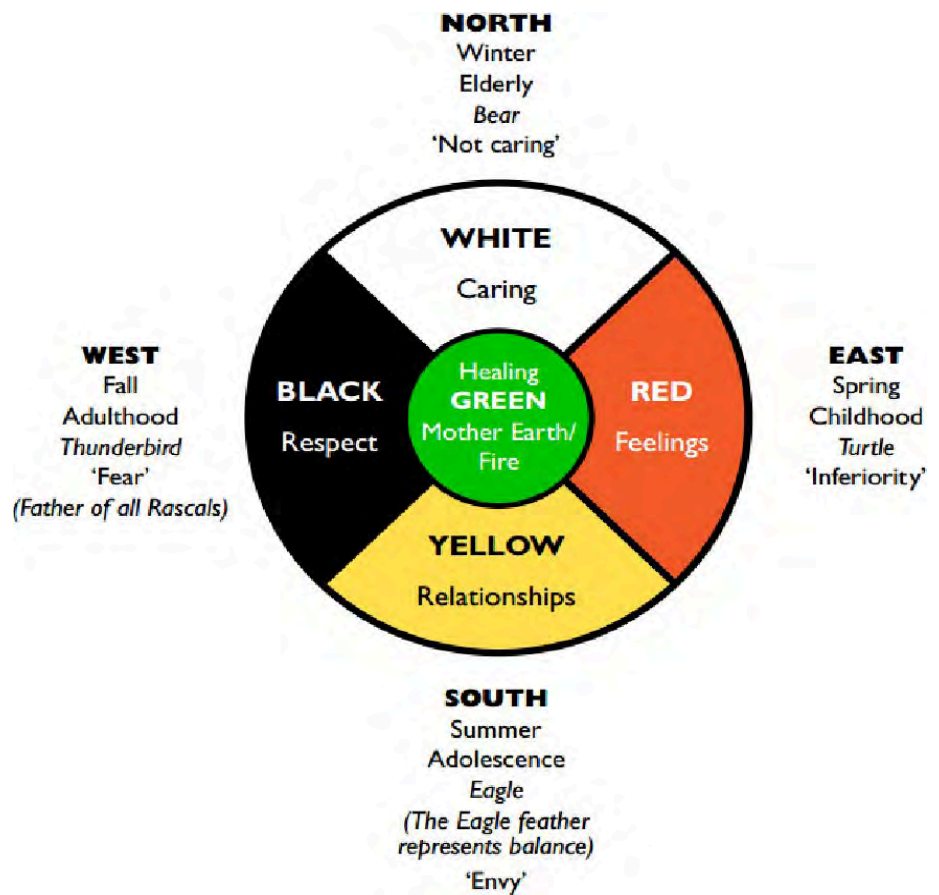 NORTH
Winter
Elderly
Bear
‘Not caring’
WHITE
Caring
WEST
Fall
Adulthood
Thunderbird
‘Fear’
(Father of all Rascals)
BLACK
Respect
Healing
GREEN
Mother Earth/
Fire
RED
Feelings
EAST
Spring
Childhood
Turtle
‘Inferiority’
YELLOW
Relationships
SOUTH
Summer
Adolescence
Eagle
(The Eagle feather
represents balance)
‘Envy’